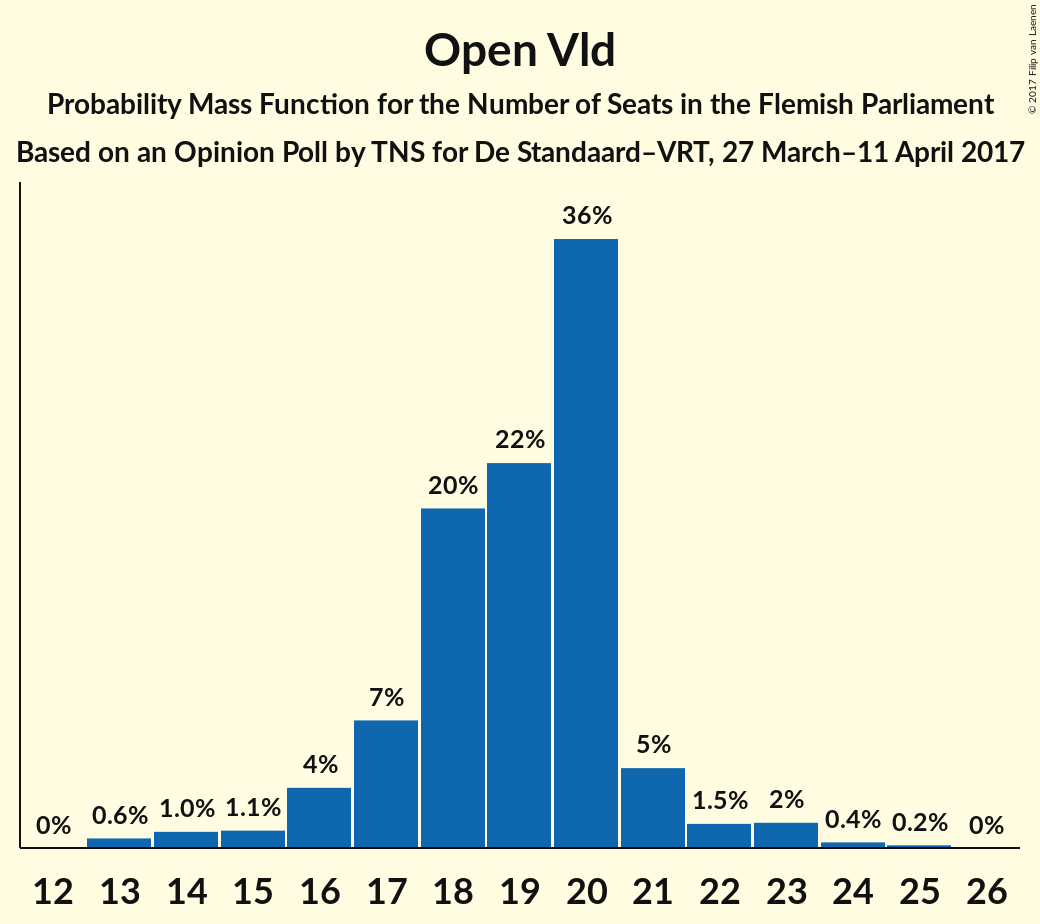 Open Vld
Probability Mass Function for the Number of Seats in the Flemish Parliament
Based on an Opinion Poll by TNS for De Standaard–VRT, 27 March–11 April 2017
© 2017 Filip van Laenen
0% 0.6% 1.0% 1.1% 4% 7% 20% 22% 36% 5% 1.5% 2% 0.4% 0.2% 0%
12 13 14 15 16 17 18 19 20 21 22 23 24 25 26